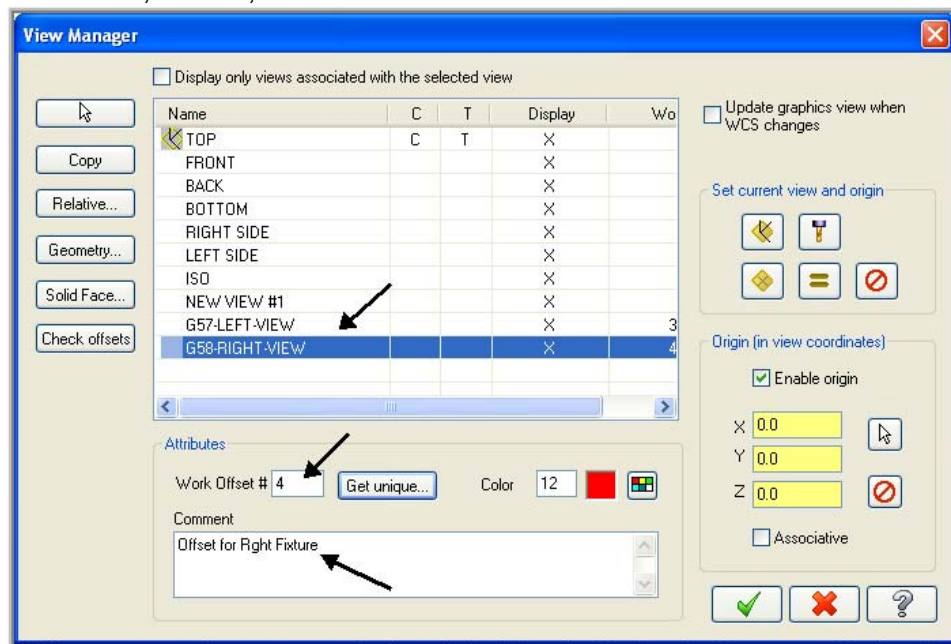 View Manager
Display only views associated with the selected view
Name C T Display Wo
TOP C T X
FRONT X
BACK X
BOTTOM X
RIGHT SIDE X
LEFT SIDE X
ISO X
NEW VIEW #1 X
G57-LEFT-VIEW X 3
G58-RIGHT-VIEW X 4
Copy
Relative...
Geometry...
Solid Face...
Check offsets
Attributes
Work Offset # 4 Get unique... Color 12
Comment
Offset for Rght Fixture
Update graphics view when
WCS changes
Set current view and origin
Origin (in view coordinates)
Enable origin
X 0.0
Y 0.0
Z 0.0
Associative